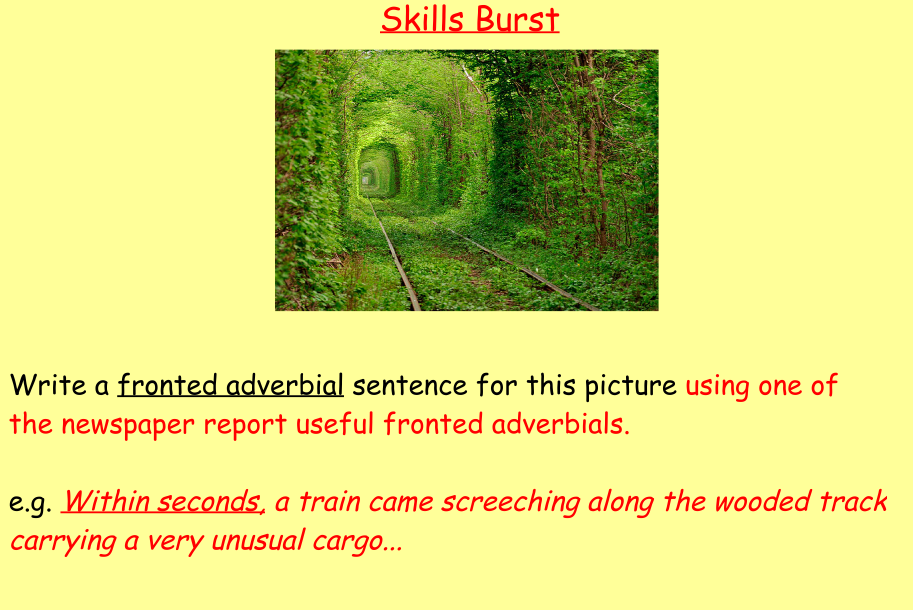 Skills Burst
Write a fronted adverbial sentence for this picture using one of
the newspaper report useful fronted adverbials.
e.g. Within seconds, a train came screeching along the wooded track
carrying a very unusual cargo...